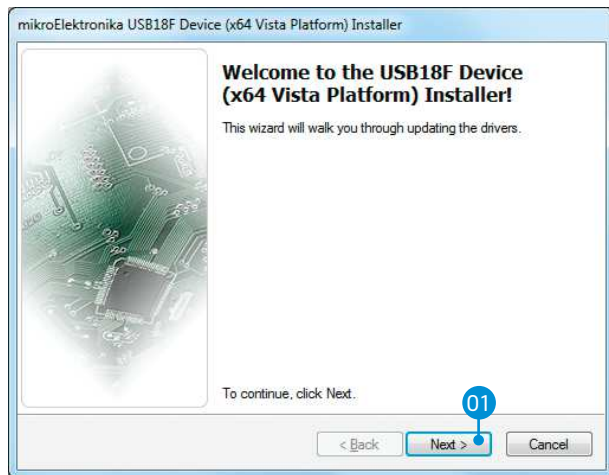 mikroElektronika USB18F Device (x64 Vista Platform) Installer
Welcome to the USB18F Device
(x64 Vista Platform) Installer!
This wizard will walk you through updating the drivers.
To continue, click Next.
01
< Back
Next >
Cancel